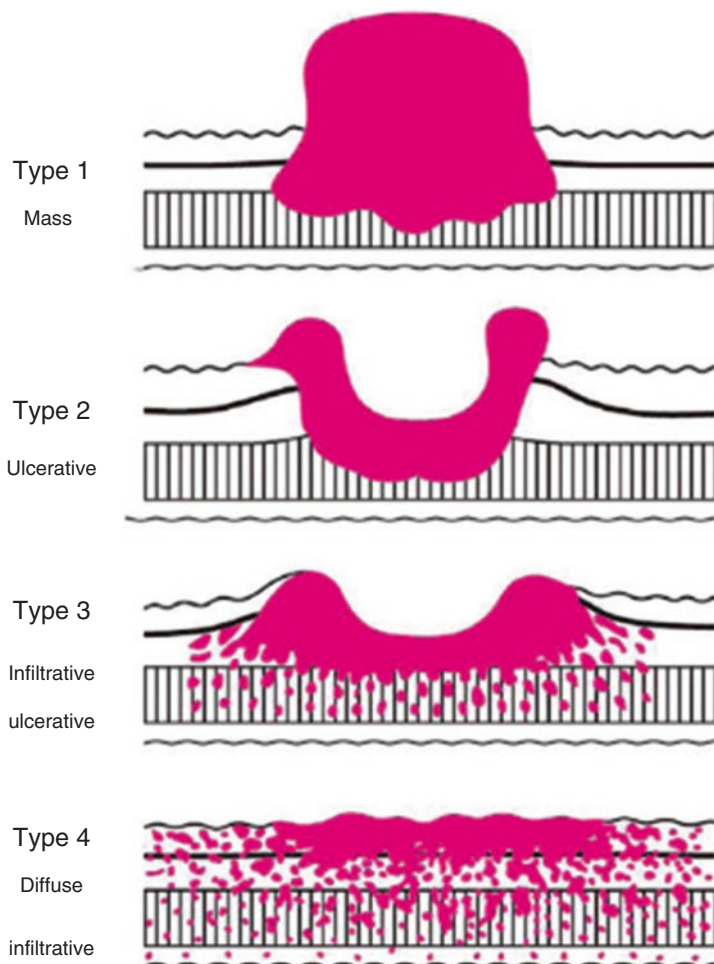 Type 1
Mass
Type 2
Ulcerative
Type 3
Infiltrative
ulcerative
Type 4
Diffuse
infiltrative